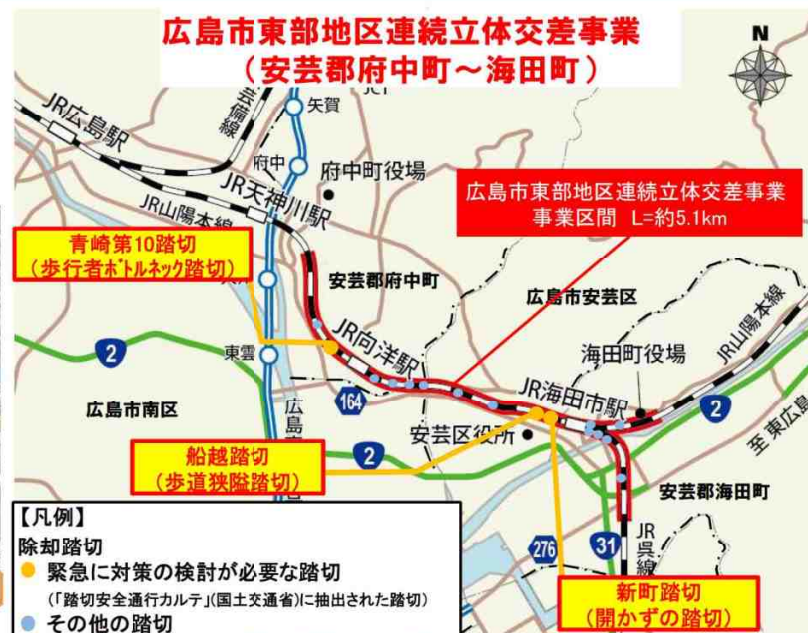 広島市東部地区連続立体交差事業
(安芸郡府中町~海田町)
N
JCT
矢賀
芸備線
JR広島駅
府中
府中町役場
JR天神川駅
JR山陽本線
広島市東部地区連続立体交差事業
事業区間 L=約5.1km
青崎第10踏切
(歩行者ボトルネック踏切)
安芸郡府中町
広島市安芸区
JR山陽本線
JR向洋駅
海田町役場
2
東雲
164
JR海田市駅
2
広島市南区
安芸区役所
至東広島
船越踏切
(歩道狭隘踏切)
2
安芸郡海田町
【凡例】
除却踏切
緊急に対策の検討が必要な踏切
(「踏切安全通行カルテ」(国土交通省)に抽出された踏切)
その他の踏切
276
31
JR呉線
新町踏切
(開かずの踏切)